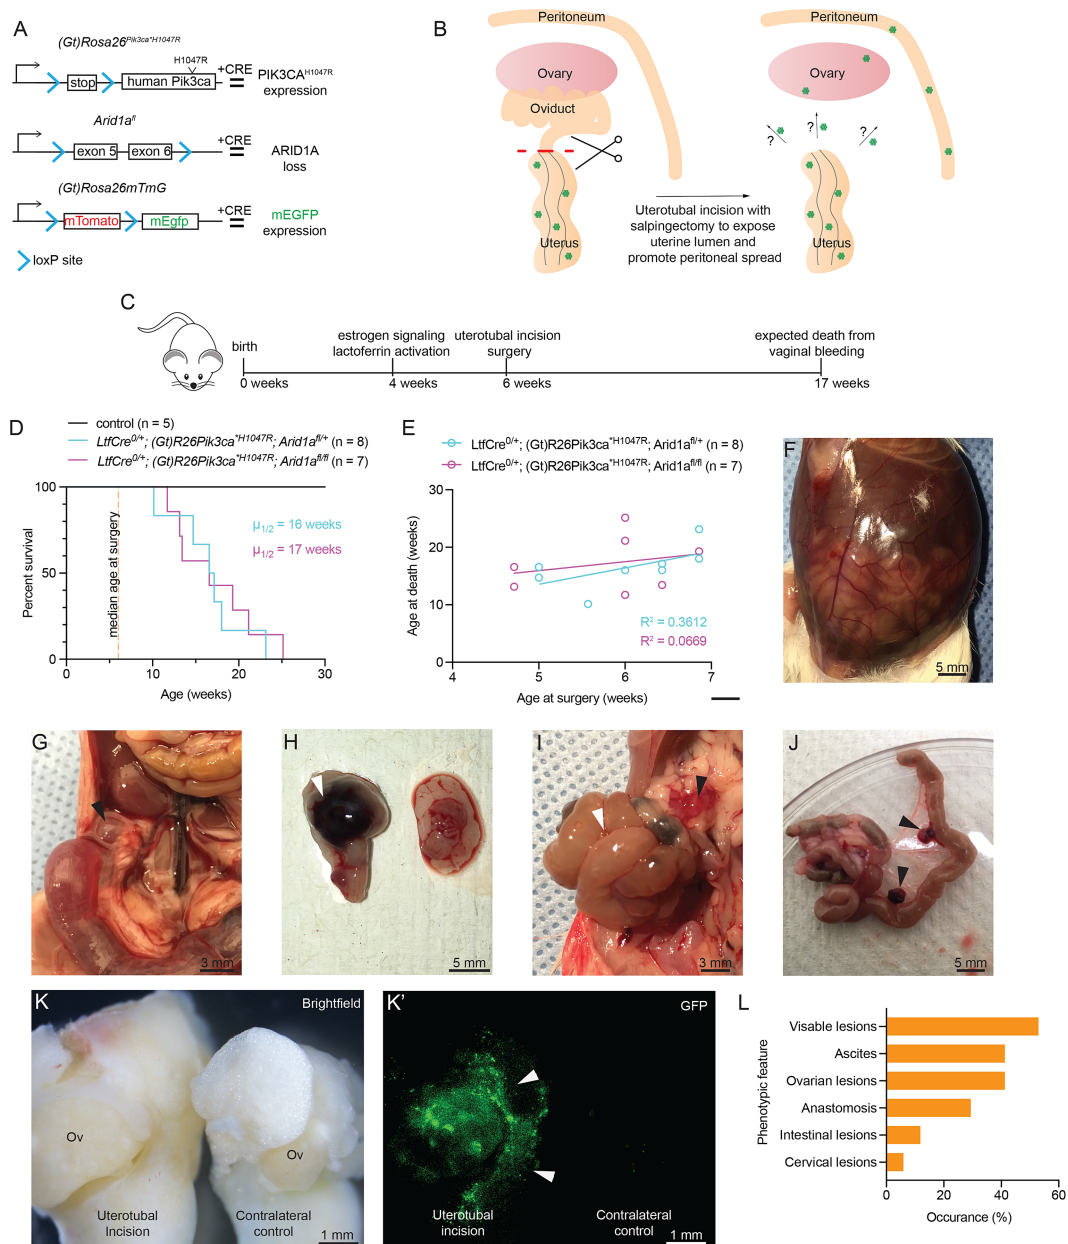 A
(Gt)Rosa26Pik3ca*H1047R
H1047R
stop
human Pik3ca
+CRE
PIK3CAH1047R
expression
Arid1afl
exon 5
exon 6
+CRE
ARID1A
loss
(Gt)Rosa26mTmG
mTomato
mEgfp
+CRE
mEGFP
expression
loxP site
B
Peritoneum
Ovary
Oviduct
Uterus
Uterotubal incision with
salpingectomy to expose
uterine lumen and
promote peritoneal spread
Peritoneum
Ovary
?
?
?
Uterus
C
birth
estrogen signaling
lactoferrin activation
uterotubal incision
surgery
expected death from
vaginal bleeding
0 weeks
4 weeks
6 weeks
17 weeks
D
control (n = 5)
LtfCre0/+; (Gt)R26Pik3ca*H1047R; Arid1afl/+ (n = 8)
LtfCre0/+; (Gt)R26Pik3ca*H1047R; Arid1afl/fl (n = 7)
Percent survival
100
50
0
median age at surgery
μ1/2 = 16 weeks
μ1/2 = 17 weeks
0
10
20
30
Age (weeks)
E
LtfCre0/+; (Gt)R26Pik3ca*H1047R; Arid1afl/+ (n = 8)
LtfCre0/+; (Gt)R26Pik3ca*H1047R; Arid1afl/fl (n = 7)
Age at death (weeks)
30
20
10
0
R2 = 0.3612
R2 = 0.0669
4
5
6
7
Age at surgery (weeks)
F
5 mm
G
3 mm
H
5 mm
I
3 mm
J
5 mm
K
Brightfield
Ov
Ov
Uterotubal
Incision
Contralateral
control
1 mm
K'
GFP
Uterotubal
incision
Contralateral
control
1 mm
L
Phenotypic feature
Visable lesions
Ascites
Ovarian lesions
Anastomosis
Intestinal lesions
Cervical lesions
0
20
40
60
Occurance (%)